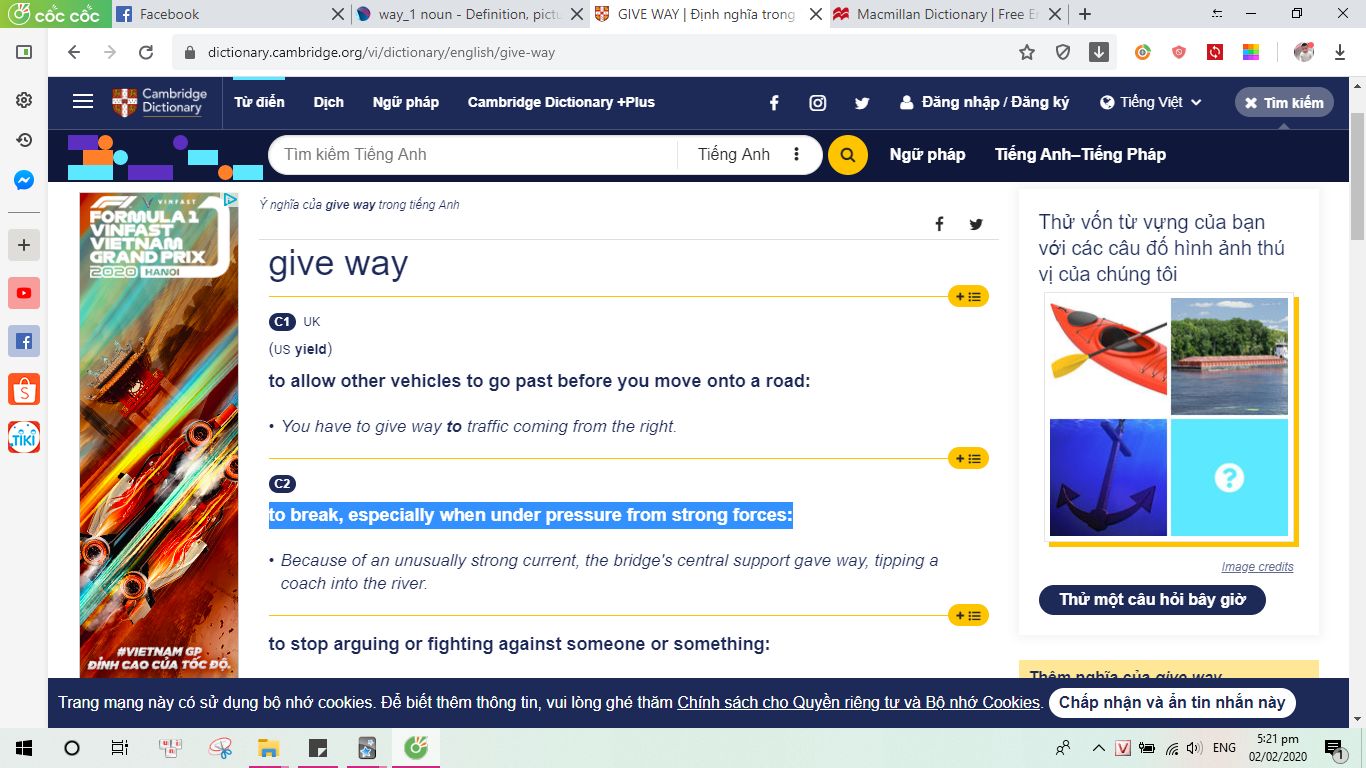 cốc cốc
Facebook
way_1 noun - Definition, pictu
GIVE WAY | Định nghĩa trong
Macmillan Dictionary | Free E
dictionary.cambridge.org/vi/dictionary/english/give-way
Cambridge
Dictionary
Từ điển
Dịch
Ngữ pháp
Cambridge Dictionary +Plus
Đăng nhập / Đăng ký
Tiếng Việt
Tìm kiếm
Tìm kiếm Tiếng Anh
Tiếng Anh
Ngữ pháp
Tiếng Anh–Tiếng Pháp
VINFAST
FORMULA 1
VINFAST
VIETNAM
GRAND PRIX
2020 HANOI
#VIETNAM GP
ĐỈNH CAO CỦA TỐC ĐỘ.
Ý nghĩa của give way trong tiếng Anh
give way
C1 UK
(US yield)
to allow other vehicles to go past before you move onto a road:
• You have to give way to traffic coming from the right.
C2
to break, especially when under pressure from strong forces:
• Because of an unusually strong current, the bridge's central support gave way, tipping a
coach into the river.
to stop arguing or fighting against someone or something:
Thử vốn từ vựng của bạn
với các câu đố hình ảnh thú
vị của chúng tôi
?
Image credits
Thử một câu hỏi bây giờ
Thêm nghĩa của give way
Trang mạng này có sử dụng bộ nhớ cookies. Để biết thêm thông tin, vui lòng ghé thăm Chính sách cho Quyền riêng tư và Bộ nhớ Cookies.
Chấp nhận và ẩn tin nhắn này
TIKI
V
ENG
5:21 pm
02/02/2020
1